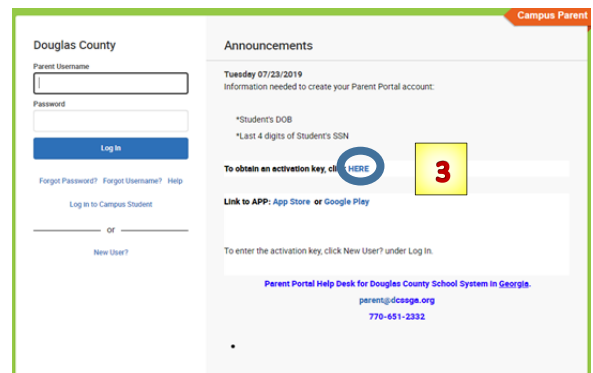 Campus Parent
Douglas County
Parent Username
Password
Log In
Forgot Password? Forgot Username? Help
Log in to Campus Student
or
New User?
Announcements
Tuesday 07/23/2019
Information needed to create your Parent Portal account:
*Student's DOB
*Last 4 digits of Student's SSN
To obtain an activation key, click HERE
3
Link to APP: App Store or Google Play
To enter the activation key, click New User? under Log In.
Parent Portal Help Desk for Douglas County School System in Georgia.
parent@dcssga.org
770-651-2332